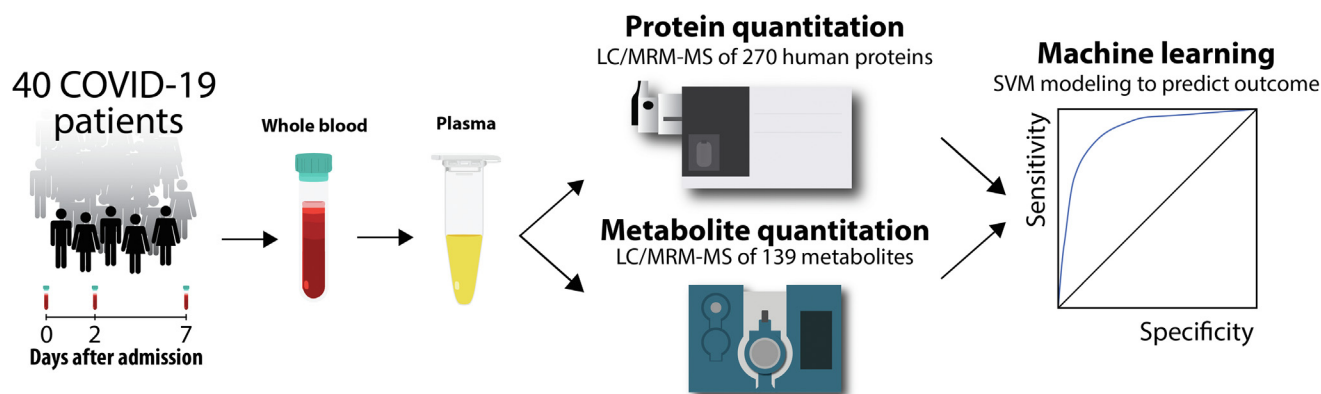 40 COVID-19
patients
0 2 7
Days after admission
Whole blood
Plasma
Protein quantitation
LC/MRM-MS of 270 human proteins
Metabolite quantitation
LC/MRM-MS of 139 metabolites
Machine learning
SVM modeling to predict outcome
Sensitivity
Specificity